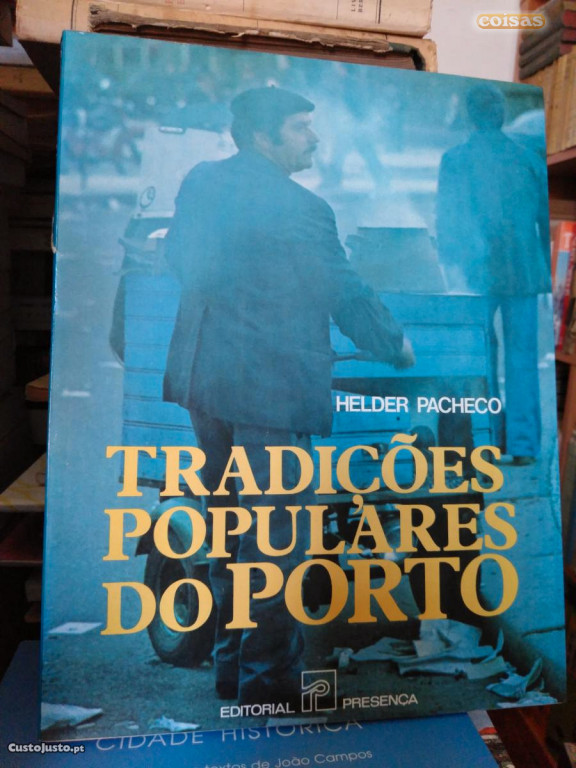 coisas
HELDER PACHECO
TRADIÇÕES
POPULARES
DO PORTO
EDITORIAL PRESENÇA
CIDADE HISTÓRICA
textos de João Campos
CustoJusto.pt